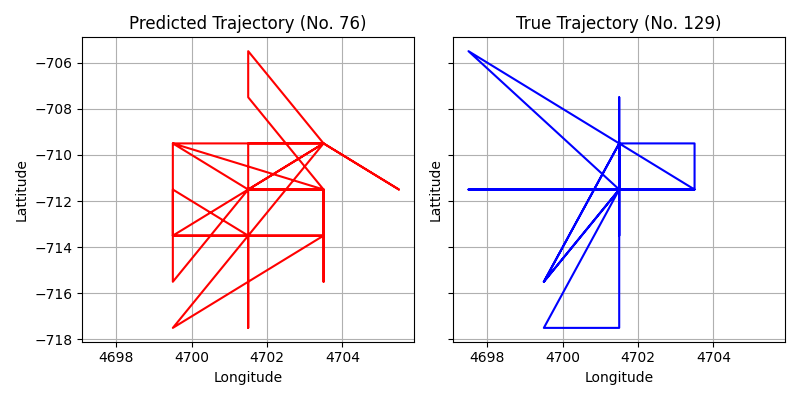 Predicted Trajectory (No. 76)
True Trajectory (No. 129)
−706
−708
−710
−712
−714
−716
−718
Lattitude
Lattitude
4698 4700 4702 4704
4698 4700 4702 4704
Longitude
Longitude